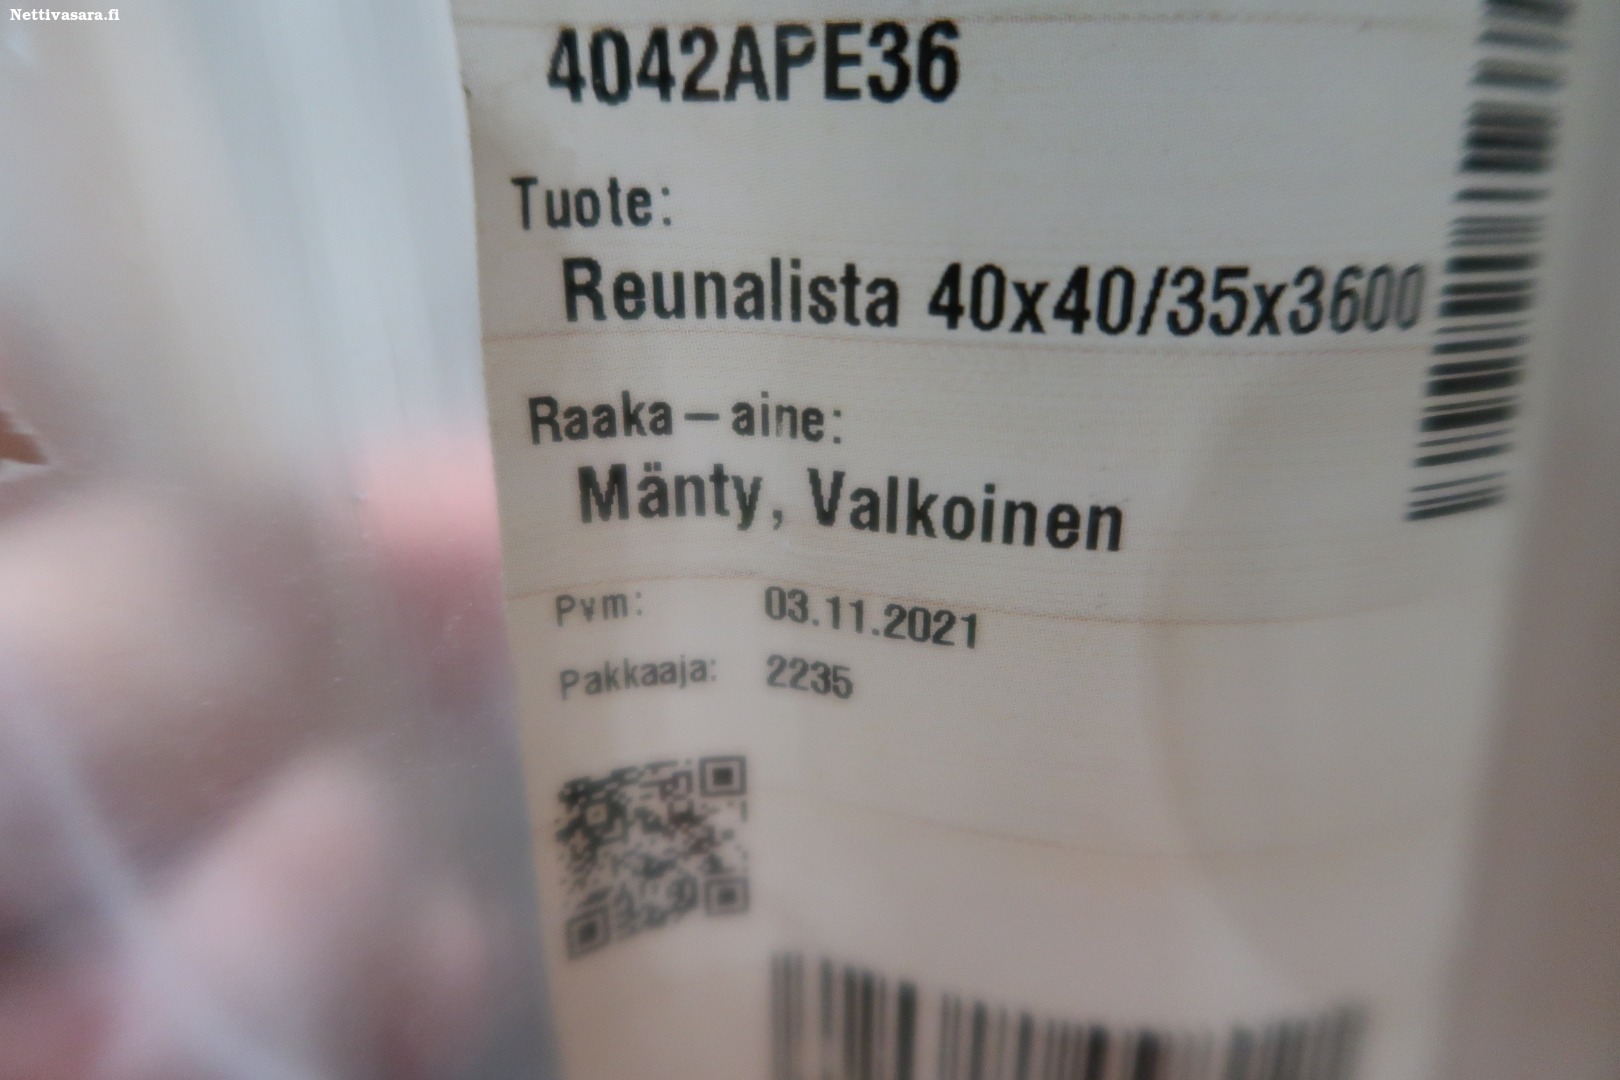 Nettivasara.fi
4042APE36
Tuote:
Reunalista 40x40/35x3600
Raaka-aine:
Mänty, Valkoinen
Pvm: 03.11.2021
Pakkaaja: 2235